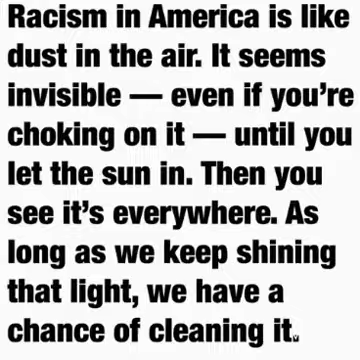 Racism in America is like
dust in the air. It seems
invisible — even if you're
choking on it — until you
let the sun in. Then you
see it's everywhere. As
long as we keep shining
that light, we have a
chance of cleaning it.